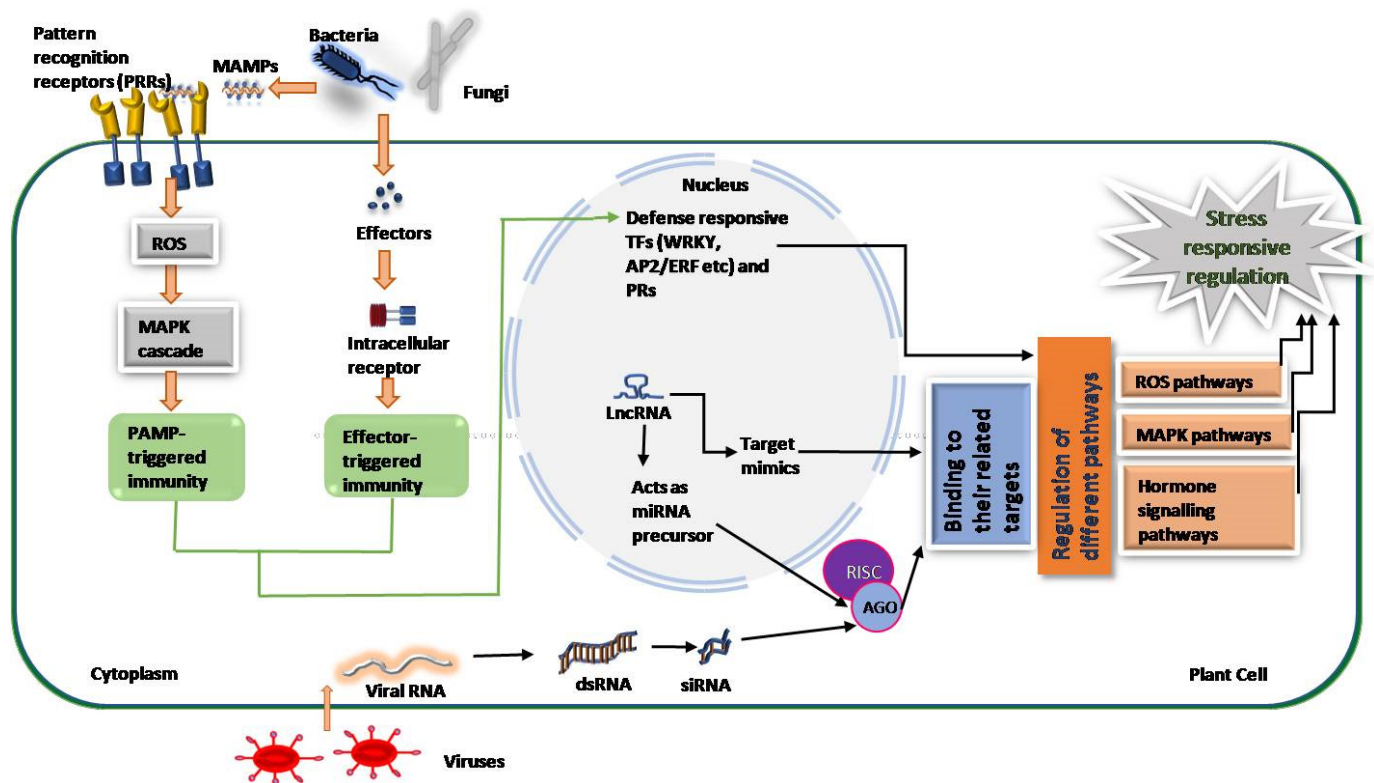 Pattern
recognition
receptors (PRRs)
MAMPs
Bacteria
Fungi
ROS
MAPK
cascade
PAMP-
triggered
immunity
Effectors
Intracellular
receptor
Effector-
triggered
immunity
Nucleus
Defense responsive
TFs (WRKY,
AP2/ERF etc) and
PRs
LncRNA
Target
mimics
Acts as
miRNA
precursor
RISC
AGO
Binding to
their related
targets
Regulation of
different pathways
ROS pathways
MAPK pathways
Hormone
signalling
pathways
Stress
responsive
regulation
Cytoplasm
Viral RNA
dsRNA
siRNA
Plant Cell
Viruses